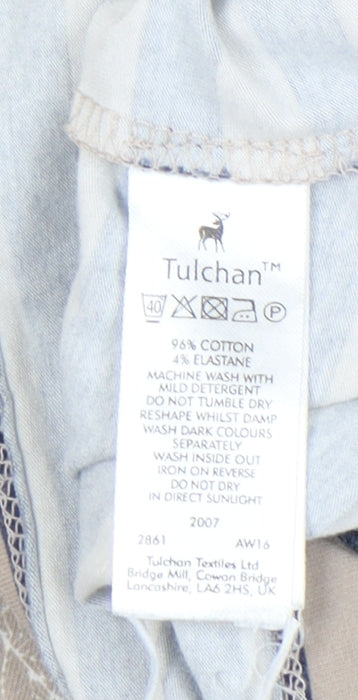 Tulchan™
40 P
96% COTTON
4% ELASTANE
MACHINE WASH WITH
MILD DETERGENT
DO NOT TUMBLE DRY
RESHAPE WHILST DAMP
WASH DARK COLOURS
SEPARATELY
WASH INSIDE OUT
IRON ON REVERSE
DO NOT DRY
IN DIRECT SUNLIGHT
2007
2861 AW16
Tulchan Textiles Ltd
Bridge Mill, Cowan Bridge
Lancashire, LA6 2HS, UK